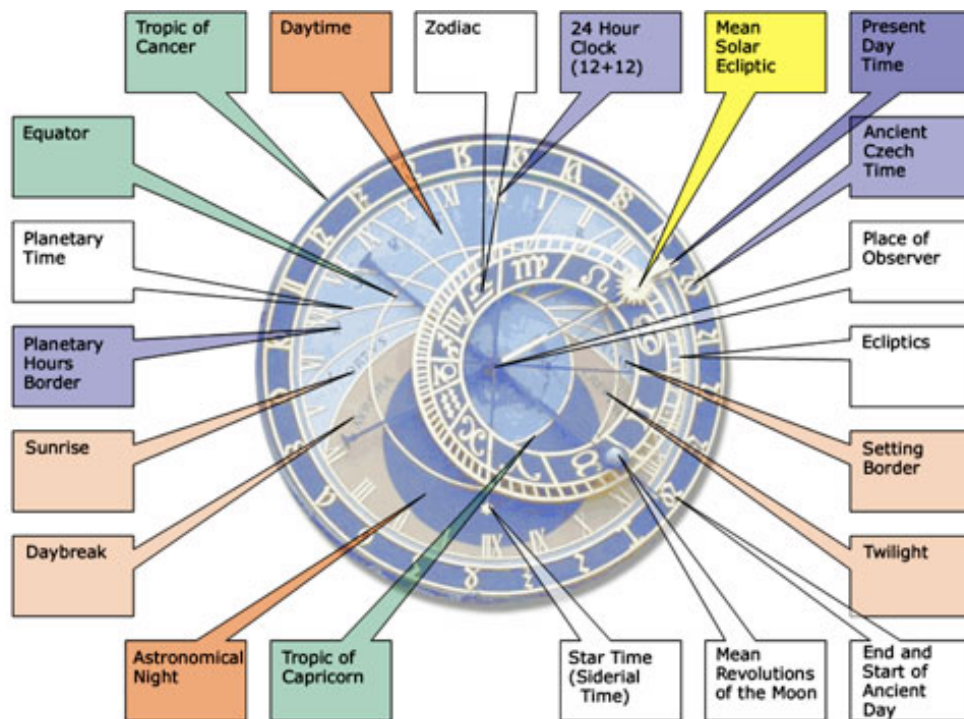 Tropic of
Cancer
Daytime
Zodiac
24 Hour
Clock
(12+12)
Mean
Solar
Ecliptic
Present
Day
Time
Equator
Ancient
Czech
Time
Planetary
Time
Place of
Observer
Planetary
Hours
Border
Ecliptics
Sunrise
Setting
Border
Daybreak
Twilight
Astronomical
Night
Tropic of
Capricorn
Star Time
(Siderial
Time)
Mean
Revolutions
of the Moon
End and
Start of
Ancient
Day